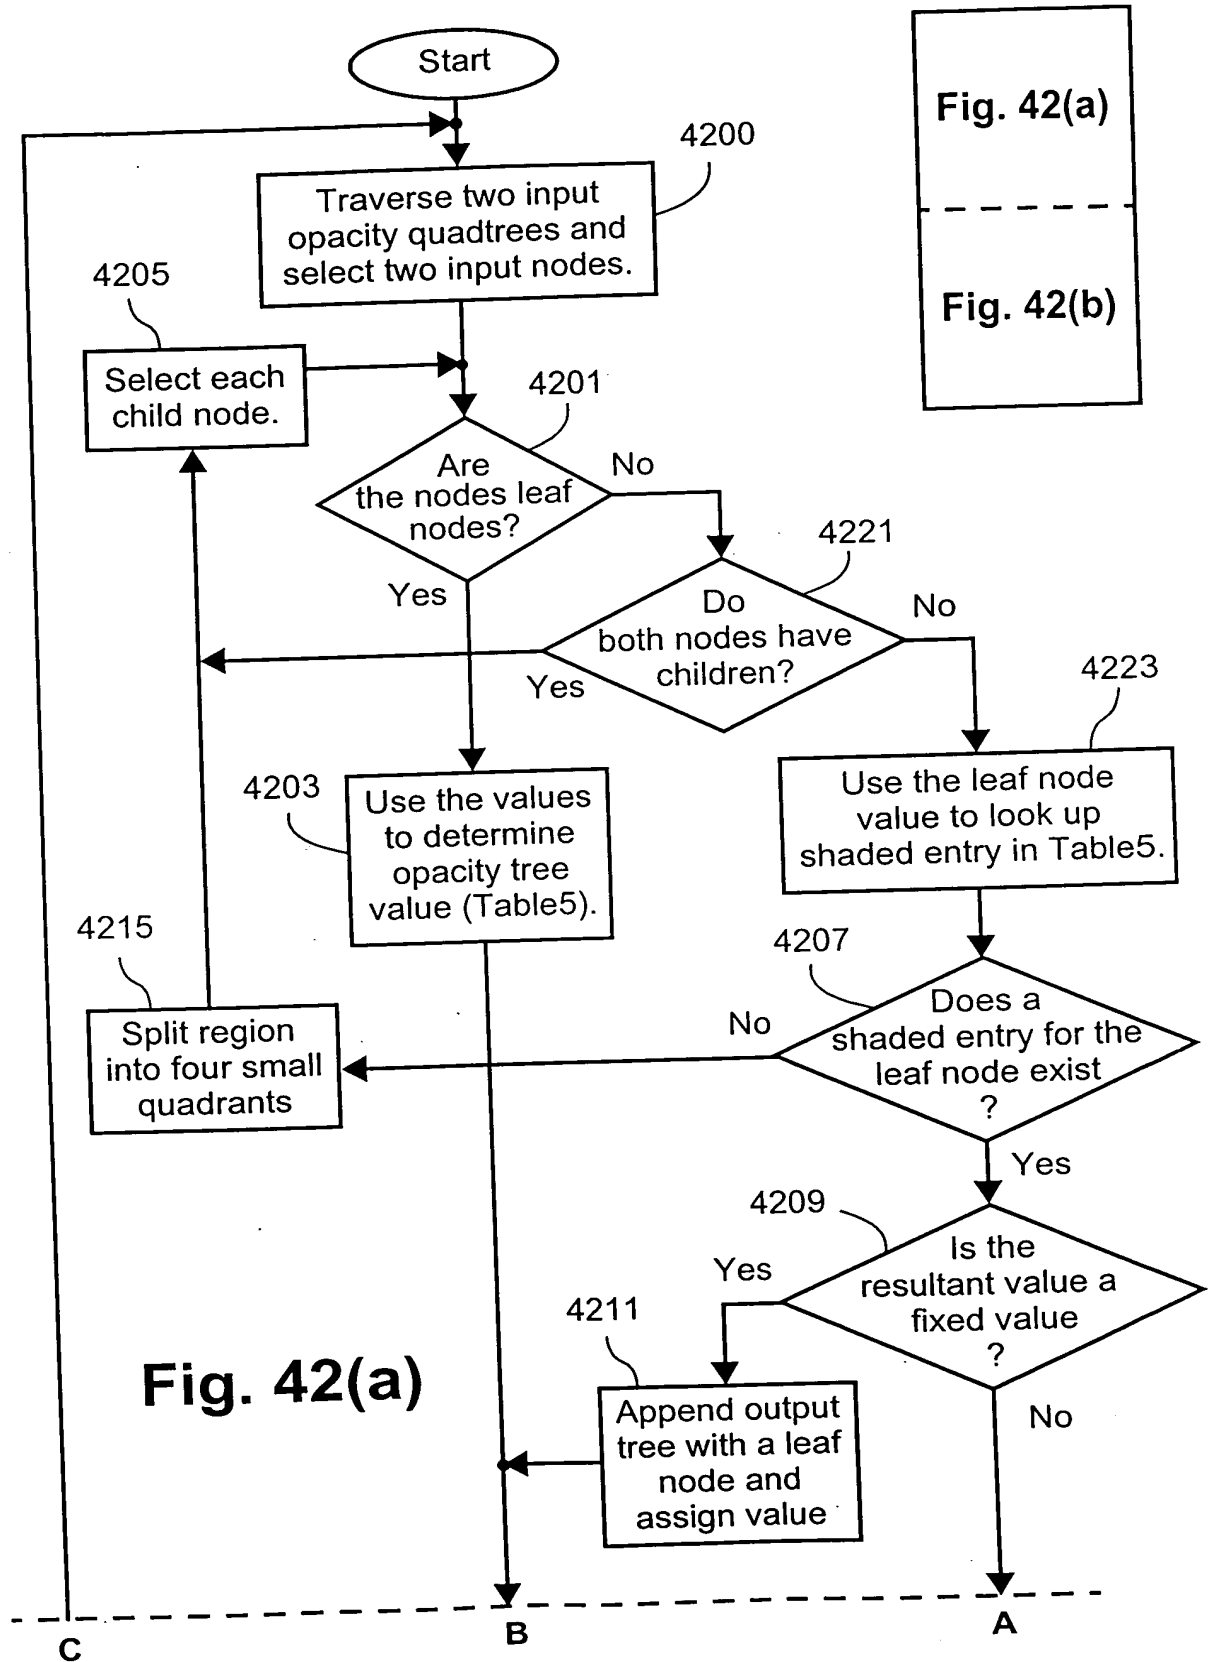 Start
Fig. 42(a)
4200
Traverse two input
opacity quadtrees and
select two input nodes.
4205
Fig. 42(b)
Select each
child node.
4201
Are
the nodes leaf
nodes?
No
4221
Yes
Do
both nodes have
children?
No
Yes
4223
4203
Use the values
to determine
opacity tree
value (Table5).
Use the leaf node
value to look up
shaded entry in Table5.
4215
4207
Split region
into four small
quadrants
No
Does a
shaded entry for the
leaf node exist
?
Yes
4209
Is the
resultant value a
fixed value
?
Yes
4211
Fig. 42(a)
Append output
tree with a leaf
node and
assign value
No
C
B
A